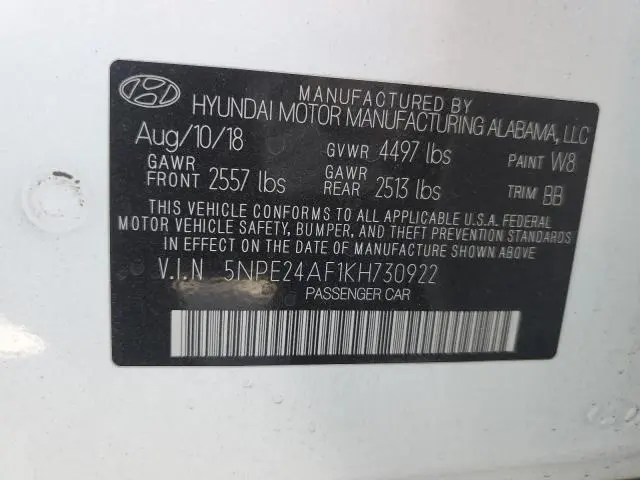 MANUFACTURED BY
HYUNDAI MOTOR MANUFACTURING ALABAMA, LLC
Aug/10/18 GVWR 4497 lbs PAINT W8
GAWR FRONT 2557 lbs GAWR REAR 2513 lbs TRIM BB
THIS VEHICLE CONFORMS TO ALL APPLICABLE U.S.A. FEDERAL
MOTOR VEHICLE SAFETY, BUMPER, AND THEFT PREVENTION STANDARDS
IN EFFECT ON THE DATE OF MANUFACTURE SHOWN ABOVE
V.I.N 5NPE24AF1KH730922
PASSENGER CAR